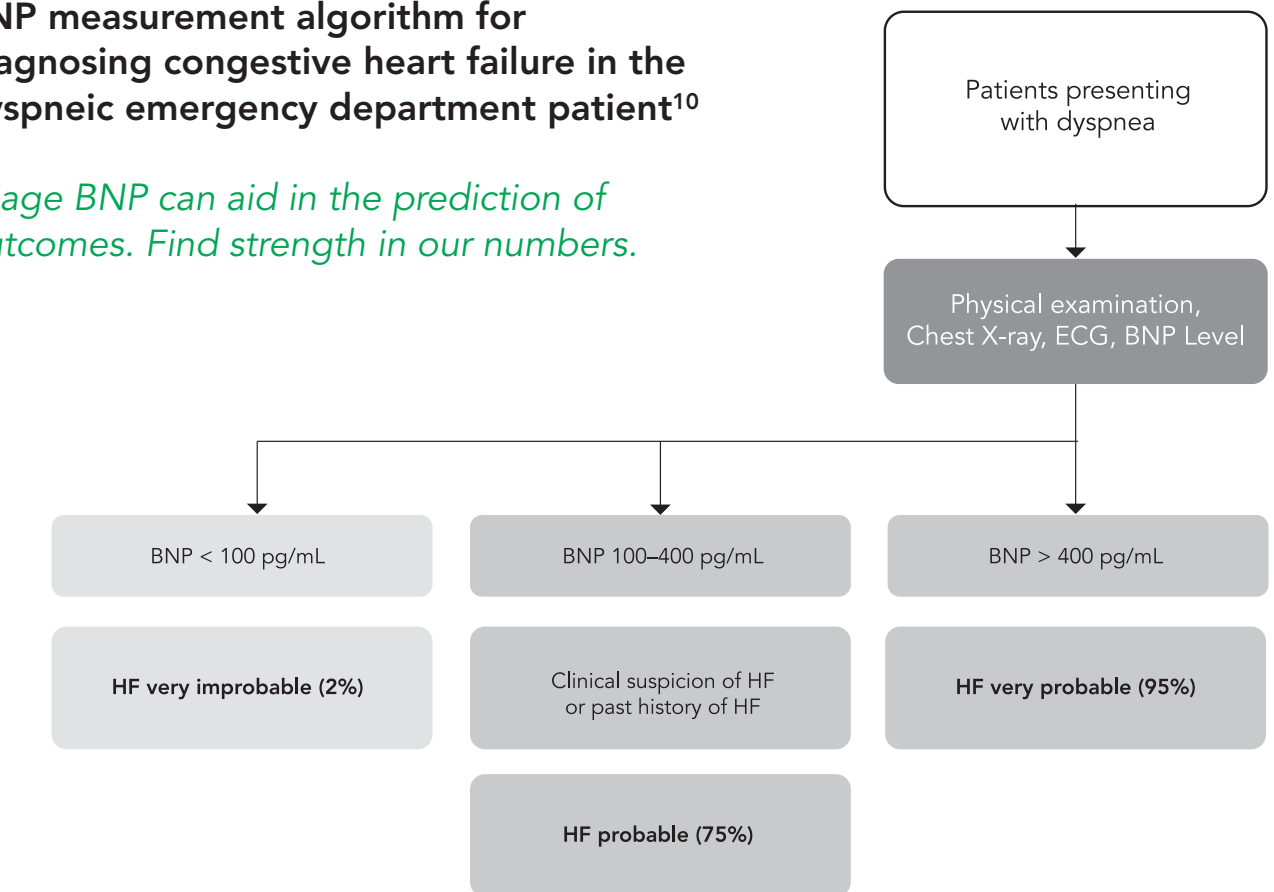 NP measurement algorithm for
agnosing congestive heart failure in the
yspneic emergency department patient¹⁰
age BNP can aid in the prediction of
utcomes. Find strength in our numbers.
Patients presenting
with dyspnea
Physical examination,
Chest X-ray, ECG, BNP Level
BNP < 100 pg/mL
BNP 100–400 pg/mL
BNP > 400 pg/mL
HF very improbable (2%)
Clinical suspicion of HF
or past history of HF
HF very probable (95%)
HF probable (75%)